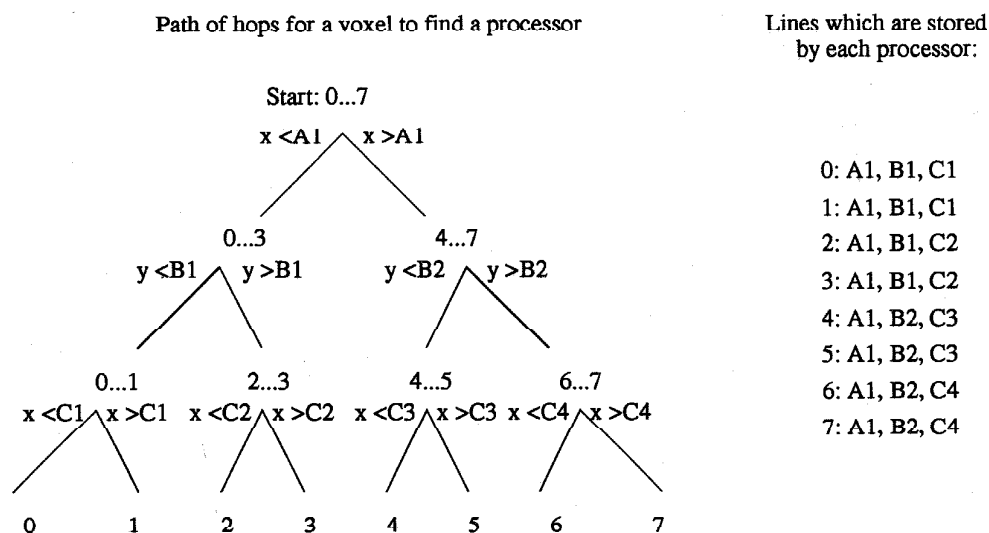 Path of hops for a voxel to find a processor
Lines which are stored
by each processor:
Start: 0...7
x <A1 x >A1
0...3 4...7
y <B1 y >B1 y <B2 y >B2
0...1 2...3 4...5 6...7
x <C1 x >C1 x <C2 x >C2 x <C3 x >C3 x <C4 x >C4
0 1 2 3 4 5 6 7
0: A1, B1, C1
1: A1, B1, C1
2: A1, B1, C2
3: A1, B1, C2
4: A1, B2, C3
5: A1, B2, C3
6: A1, B2, C4
7: A1, B2, C4